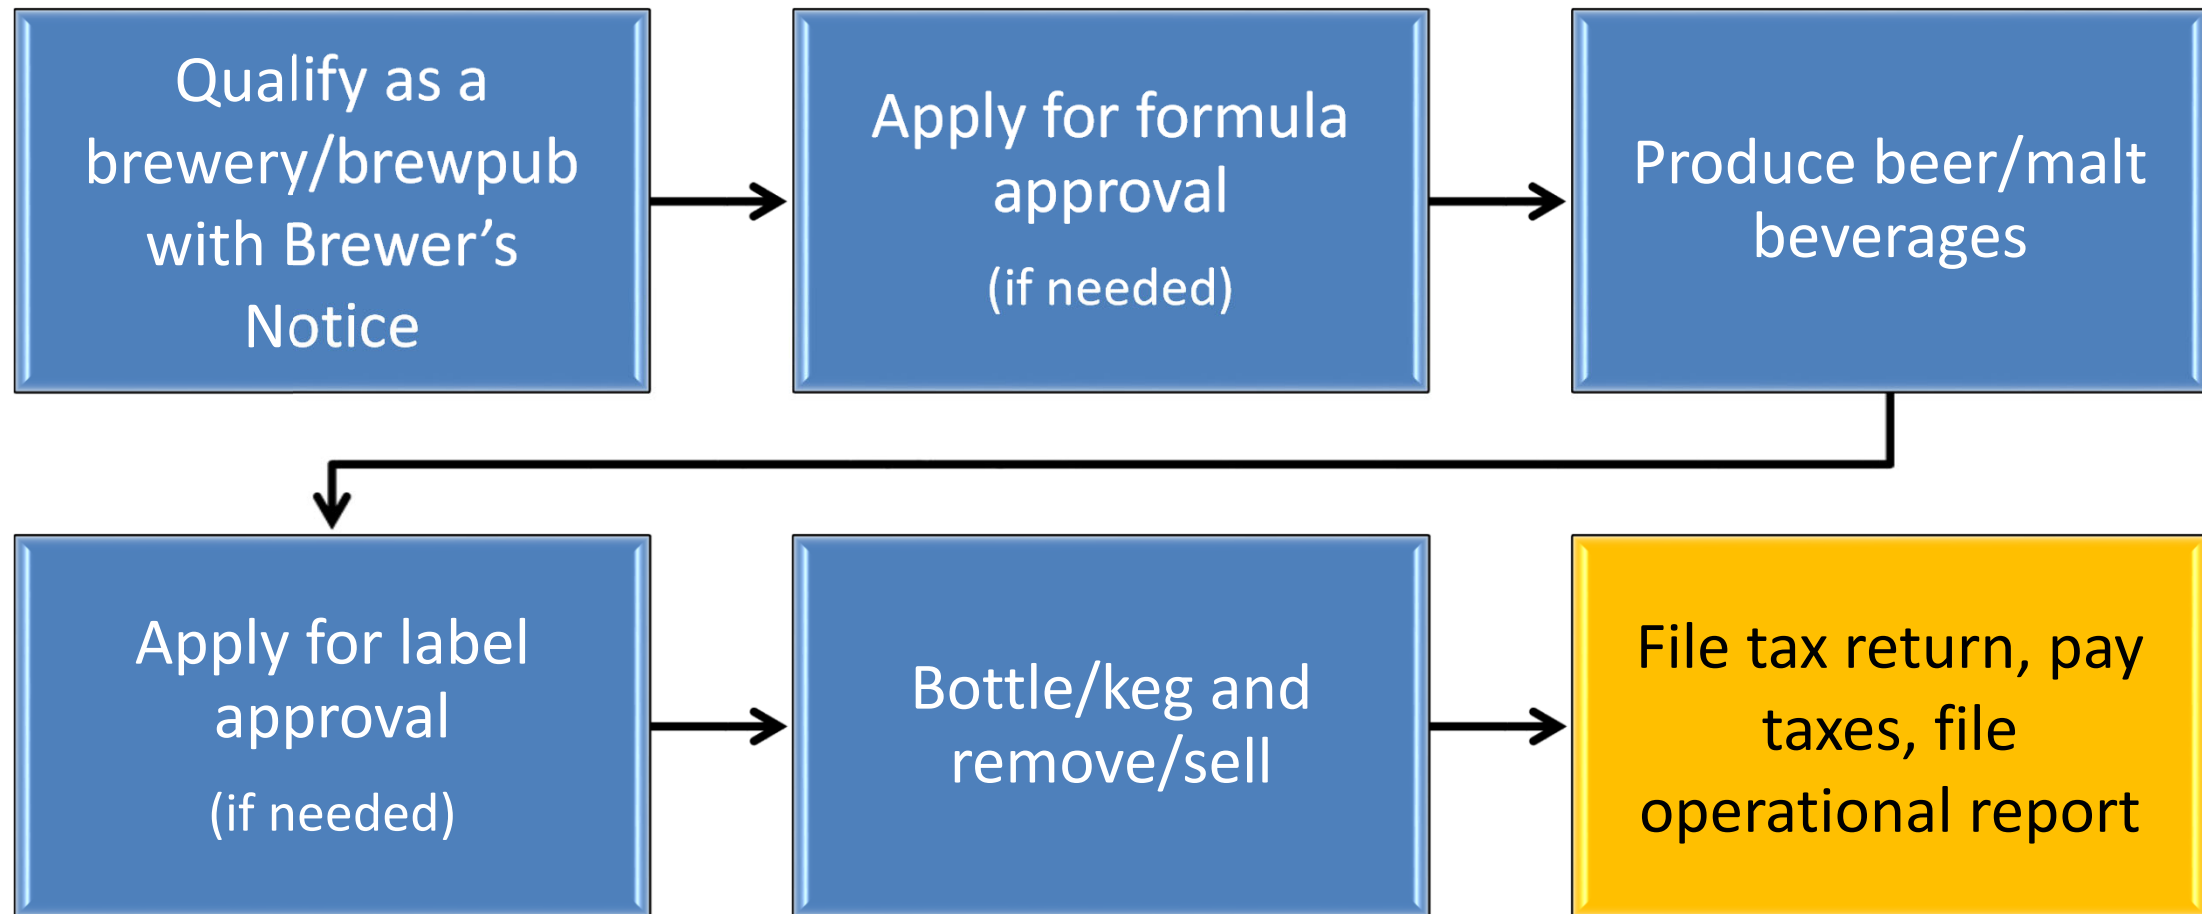 Qualify as a
brewery/brewpub
with Brewer’s
Notice
Apply for formula
approval
(if needed)
Produce beer/malt
beverages
Apply for label
approval
(if needed)
Bottle/keg and
remove/sell
File tax return, pay
taxes, file
operational report